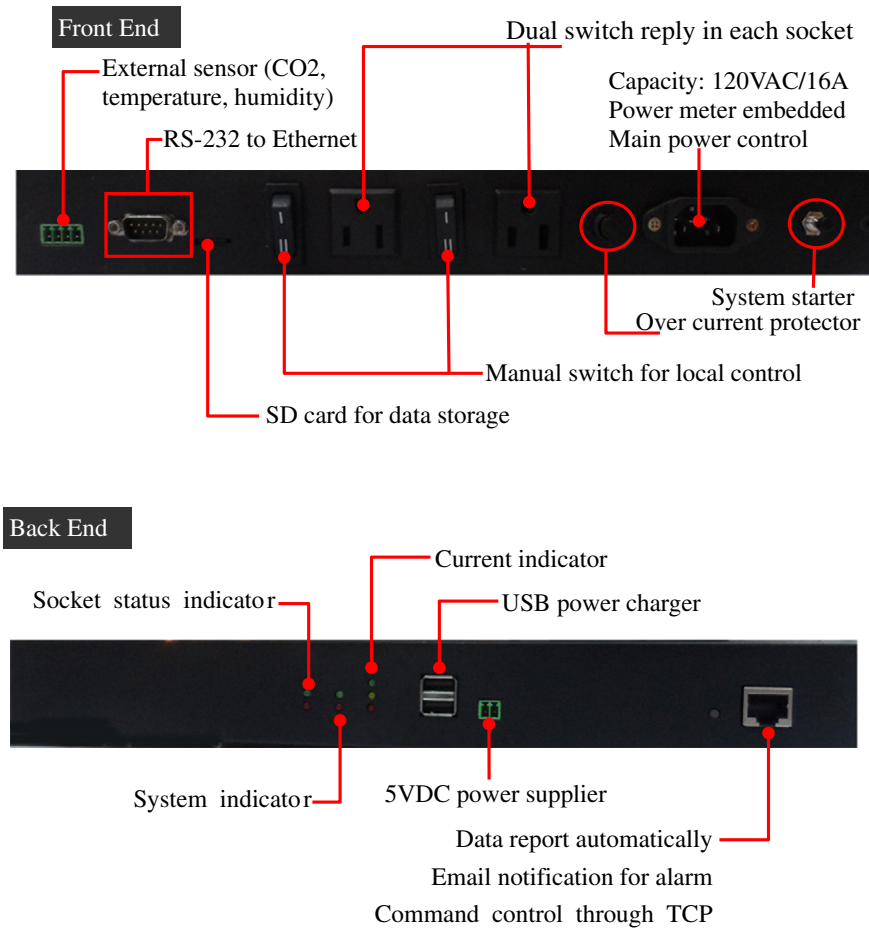 Front End
Dual switch reply in each socket
External sensor (CO2,
temperature, humidity)
Capacity: 120VAC/16A
Power meter embedded
Main power control
RS-232 to Ethernet
System starter
Over current protector
Manual switch for local control
SD card for data storage
Back End
Current indicator
Socket status indicator
USB power charger
System indicator
5VDC power supplier
Data report automatically
Email notification for alarm
Command control through TCP